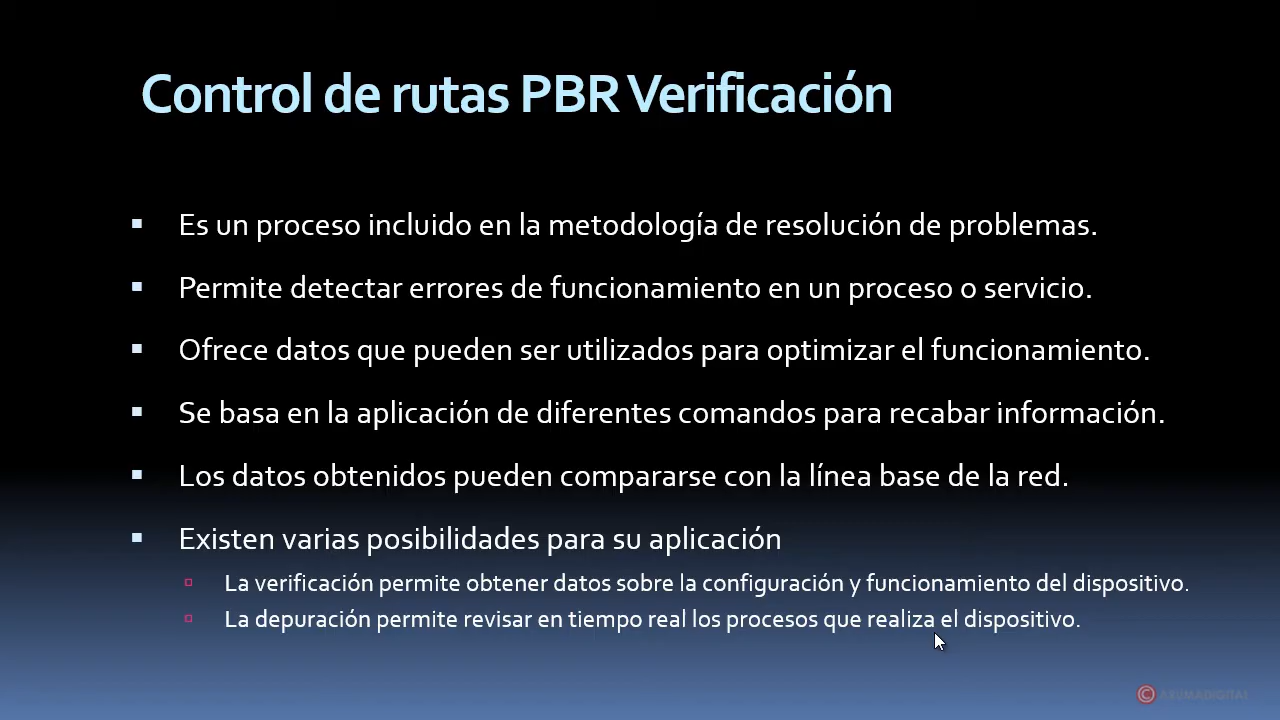 Control de rutas PBR Verificación
Es un proceso incluido en la metodología de resolución de problemas.
Permite detectar errores de funcionamiento en un proceso o servicio.
Ofrece datos que pueden ser utilizados para optimizar el funcionamiento.
Se basa en la aplicación de diferentes comandos para recabar información.
Los datos obtenidos pueden compararse con la línea base de la red.
Existen varias posibilidades para su aplicación
La verificación permite obtener datos sobre la configuración y funcionamiento del dispositivo.
La depuración permite revisar en tiempo real los procesos que realiza el dispositivo.